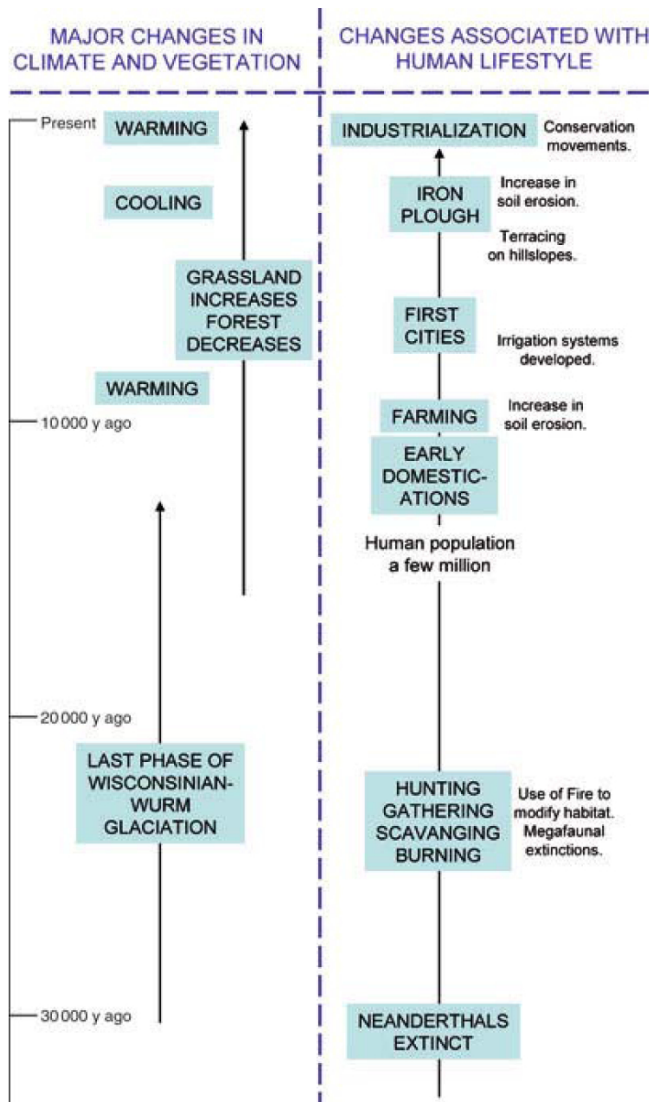 MAJOR CHANGES IN
CLIMATE AND VEGETATION
Present
WARMING
COOLING
GRASSLAND
INCREASES
FOREST
DECREASES
WARMING
10 000 y ago
20 000 y ago
LAST PHASE OF
WISCONSINIAN-
WURM
GLACIATION
30 000 y ago
CHANGES ASSOCIATED WITH
HUMAN LIFESTYLE
INDUSTRIALIZATION
Conservation
movements.
IRON
PLOUGH
Increase in
soil erosion.
Terracing
on hillslopes.
FIRST
CITIES
Irrigation systems
developed.
FARMING
Increase in
soil erosion.
EARLY
DOMESTIC-
ATIONS
Human population
a few million
HUNTING
GATHERING
SCAVANGING
BURNING
Use of Fire to
modify habitat.
Megafaunal
extinctions.
NEANDERTHALS
EXTINCT